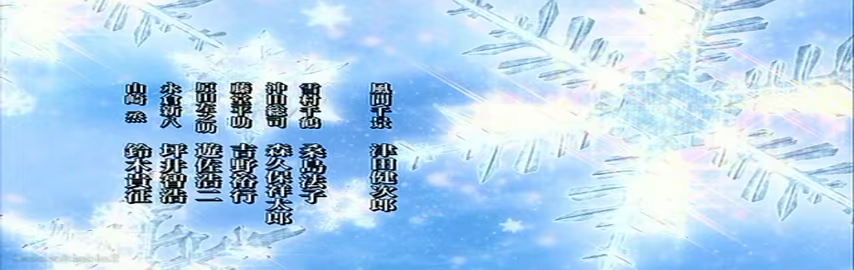 風間千景 津田健次郎
雪村千鶴 桑島法子
沖田総司 森久保祥太郎
藤堂平助 吉野裕行
原田左之助 遊佐浩二
永倉新八 坪井智浩
山崎烝 鈴木貴征